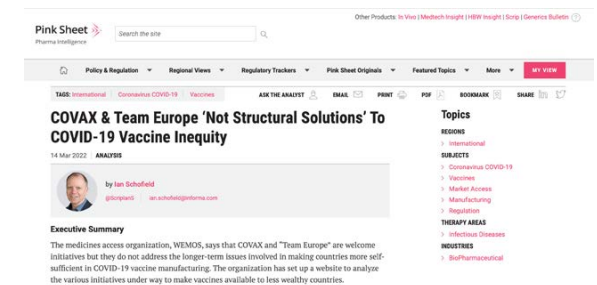 Other Products: In Vivo | Medtech Insight | HBW Insight | Scrip | Generics Bulletin
Pink Sheet
Pharma Intelligence
Search the site
Policy & Regulation
Regional Views
Regulatory Trackers
Pink Sheet Originals
Featured Topics
More
MY VIEW
TAGS: International Coronavirus COVID-19 Vaccines
ASK THE ANALYST
EMAIL
PRINT
PDF
BOOKMARK
SHARE
COVAX & Team Europe ‘Not Structural Solutions’ To
COVID-19 Vaccine Inequity
14 Mar 2022 ANALYSIS
by Ian Schofield
@ScripIanS ian.schofield@informa.com
Executive Summary
The medicines access organization, WEMOS, says that COVAX and “Team Europe” are welcome
initiatives but they do not address the longer-term issues involved in making countries more self-
sufficient in COVID-19 vaccine manufacturing. The organization has set up a website to analyze
the various initiatives under way to make vaccines available to less wealthy countries.
Topics
REGIONS
> International
SUBJECTS
> Coronavirus COVID-19
> Vaccines
> Market Access
> Manufacturing
> Regulation
THERAPY AREAS
> Infectious Diseases
INDUSTRIES
> BioPharmaceutical